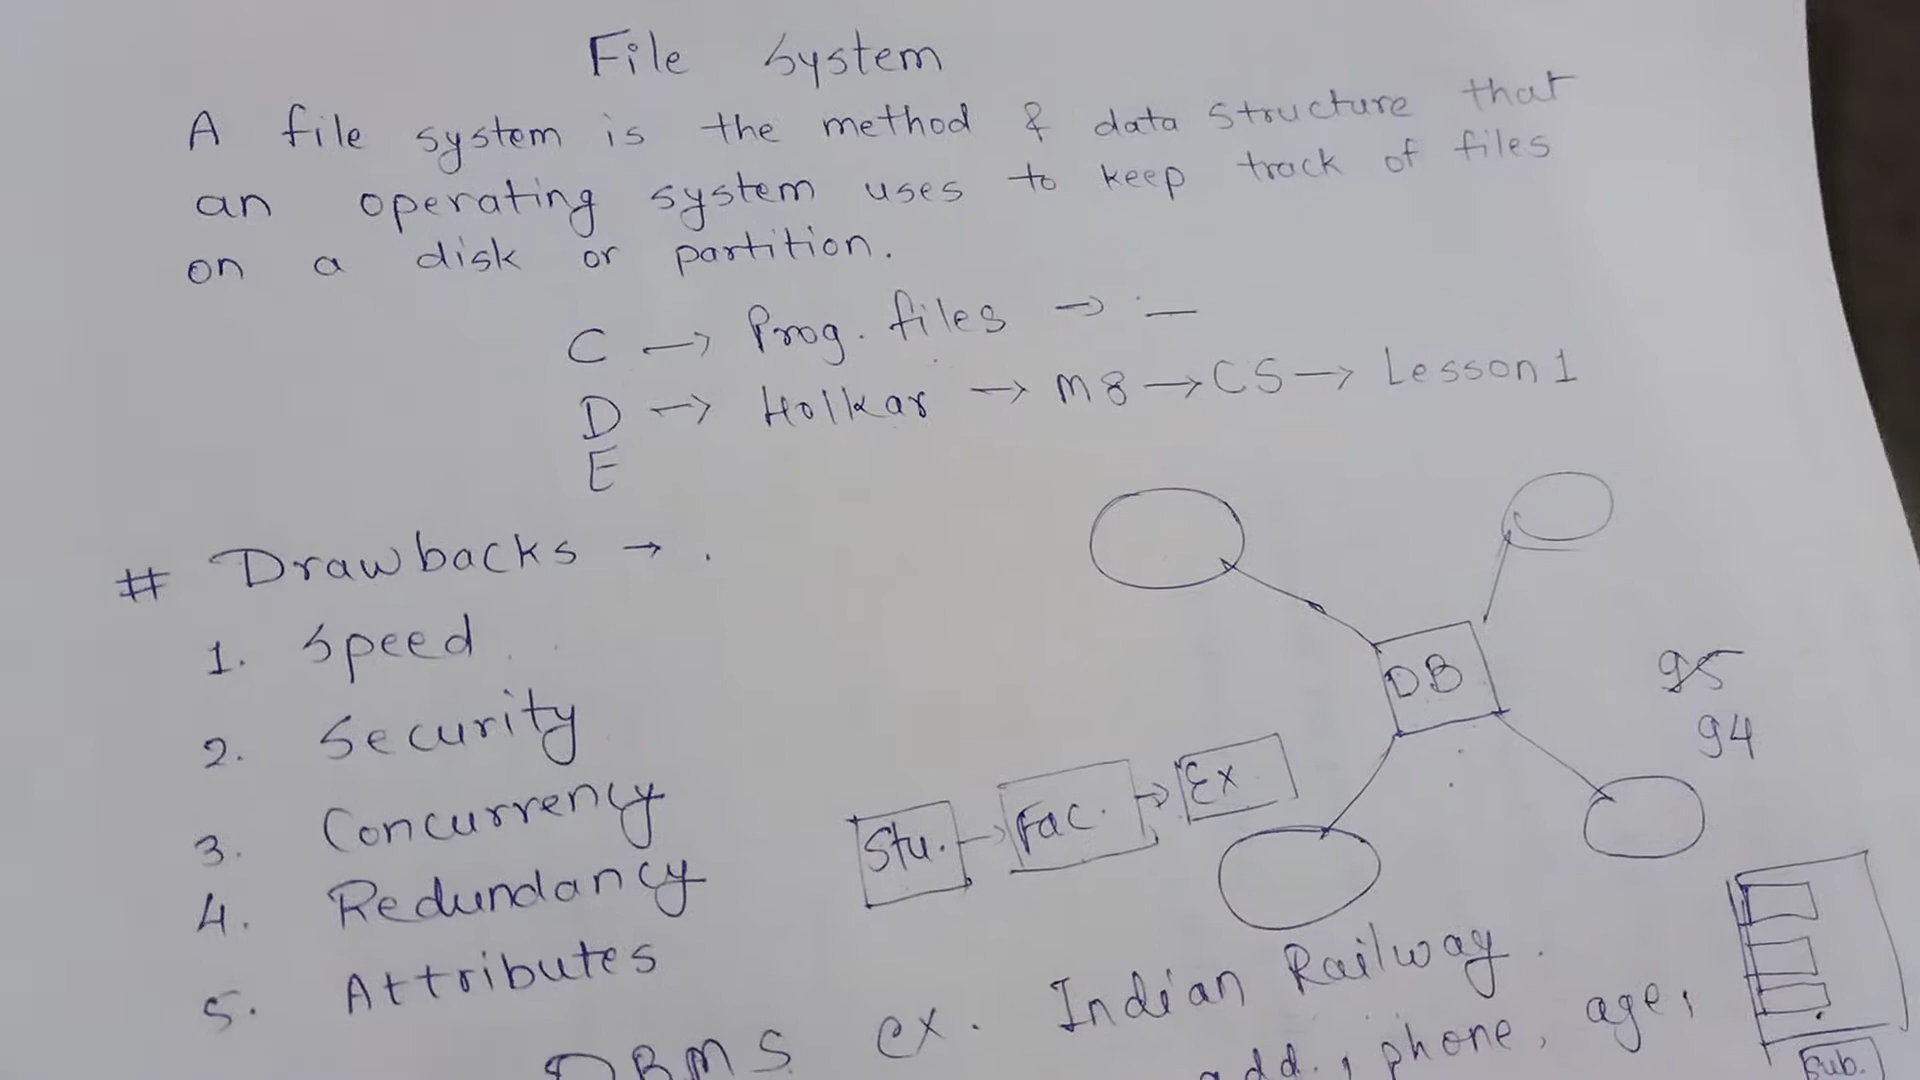 File System
A file system is the method & data structure that
an operating system uses to keep track of files
on a disk or partition.
C → Prog. files → —
D → Holkar → M8 → CS → Lesson 1
E
# Drawbacks →
1. Speed
2. Security
3. Concurrency
4. Redundancy
5. Attributes
DB
95
94
Stu. → Fac. → Ex
DBMS ex. Indian Railway.
add., phone, age,
Sub.